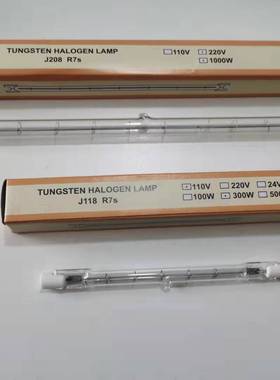 TUNGSTEN HALOGEN LAMP 110V 220V
J208 R7s 1000W
TUNGSTEN HALOGEN LAMP 110V 220V 24V
J118 R7s 100W 300W